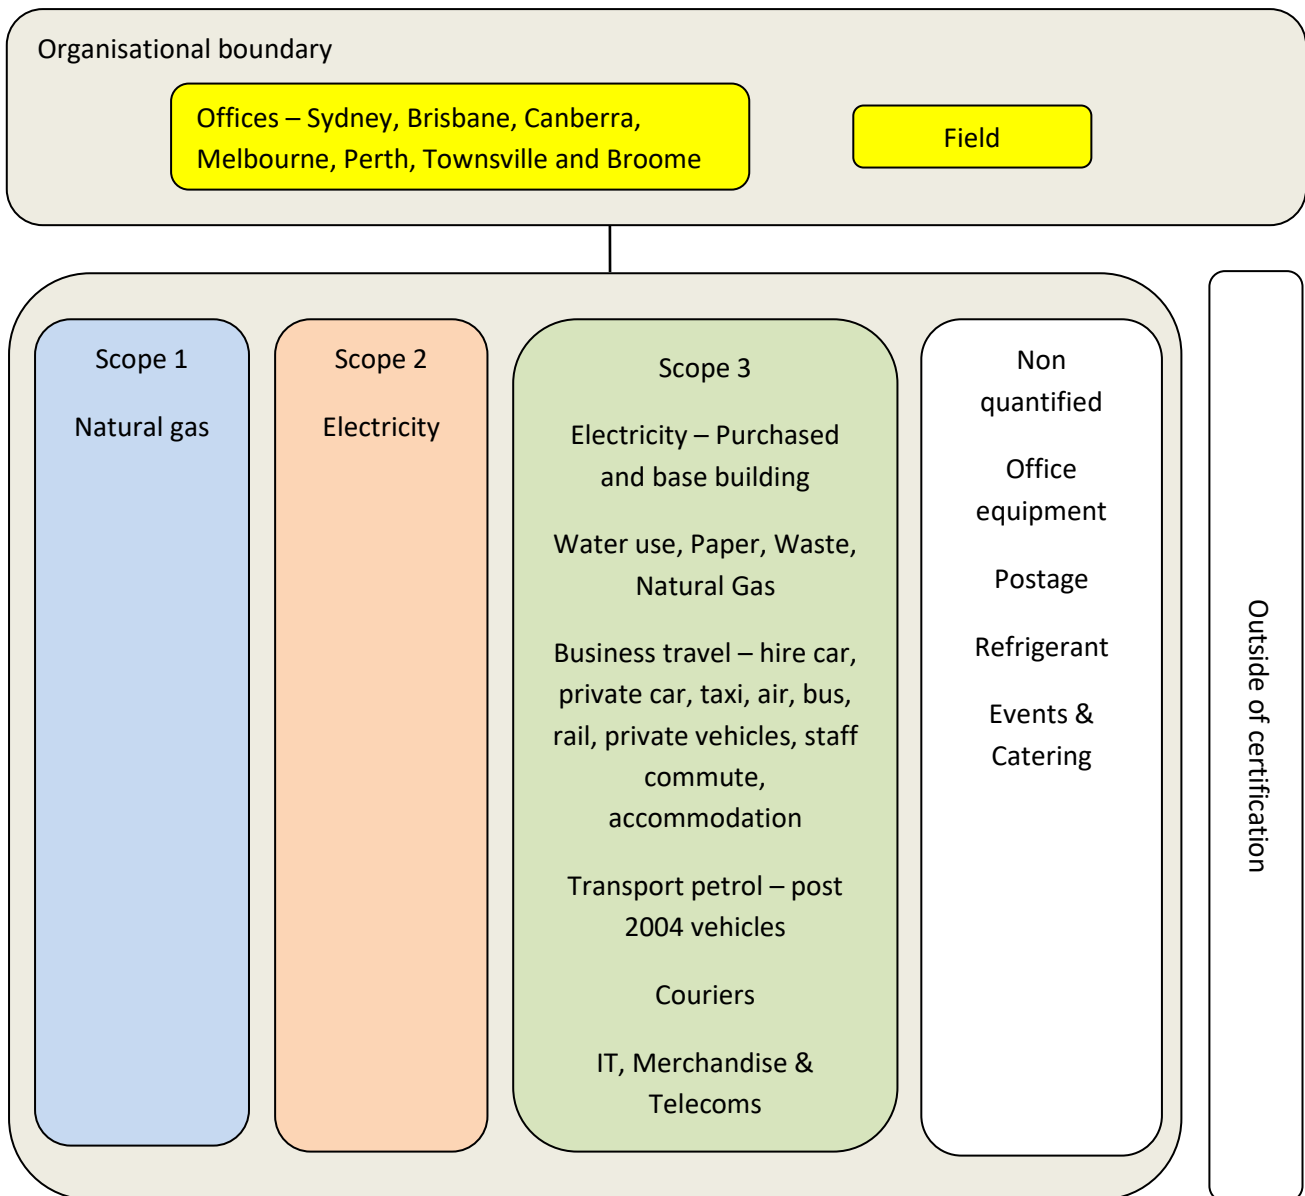 Organisational boundary
Offices – Sydney, Brisbane, Canberra,
Melbourne, Perth, Townsville and Broome
Field
Scope 1
Natural gas
Scope 2
Electricity
Scope 3
Electricity – Purchased
and base building
Water use, Paper, Waste,
Natural Gas
Business travel – hire car,
private car, taxi, air, bus,
rail, private vehicles, staff
commute,
accommodation
Transport petrol – post
2004 vehicles
Couriers
IT, Merchandise &
Telecoms
Non
quantified
Office
equipment
Postage
Refrigerant
Events &
Catering
Outside of certification